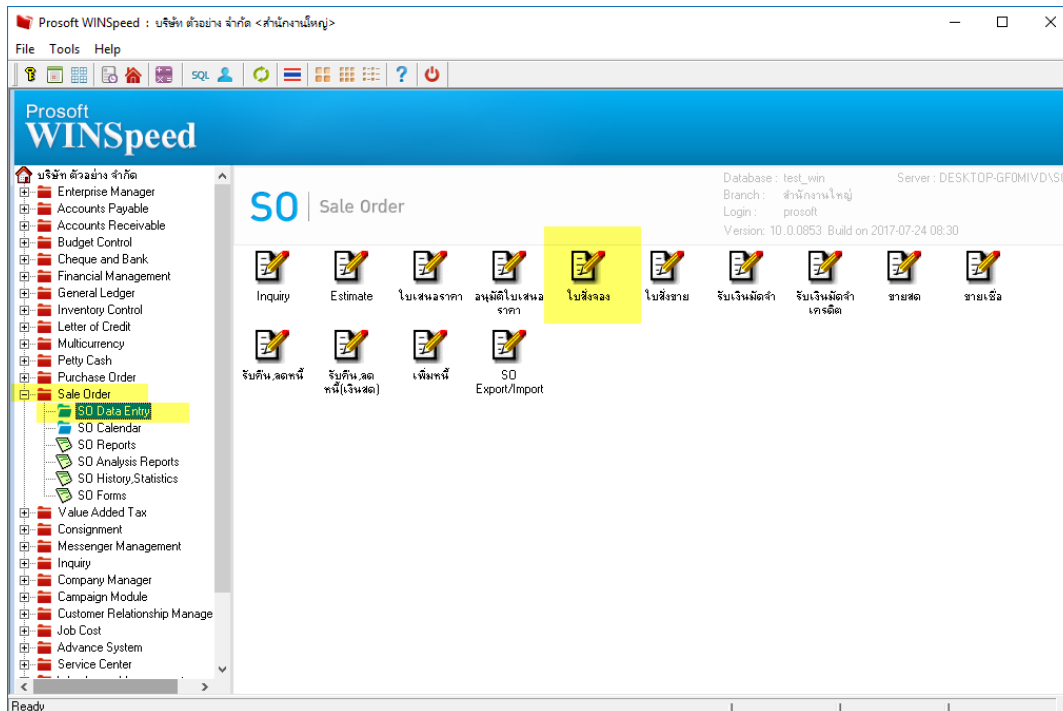 Prosoft WINSpeed : บริษัท ตัวอย่าง จำกัด <สำนักงานใหญ่>
File Tools Help
SQL
Prosoft
WINSpeed
บริษัท ตัวอย่าง จำกัด
Enterprise Manager
Accounts Payable
Accounts Receivable
Budget Control
Cheque and Bank
Financial Management
General Ledger
Inventory Control
Letter of Credit
Multicurrency
Petty Cash
Purchase Order
Sale Order
SO Data Entry
SO Calendar
SO Reports
SO Analysis Reports
SO History,Statistics
SO Forms
Value Added Tax
Consignment
Messenger Management
Inquiry
Company Manager
Campaign Module
Customer Relationship Manage
Job Cost
Advance System
Service Center
SO Sale Order
Database : test_win Server : DESKTOP-GF0MIVD\S
Branch : สำนักงานใหญ่
Login : prosoft
Version: 10.0.0853 Build on 2017-07-24 08:30
Inquiry
Estimate
ใบเสนอราคา
อนุมัติใบเสนอ
ราคา
ใบสั่งจอง
ใบสั่งขาย
รับเงินมัดจำ
รับเงินมัดจำ
เครดิต
ขายสด
ขายเชื่อ
รับคืน,ลดหนี้
รับคืน,ลด
หนี้(เงินสด)
เพิ่มหนี้
SO
Export/Import
Ready